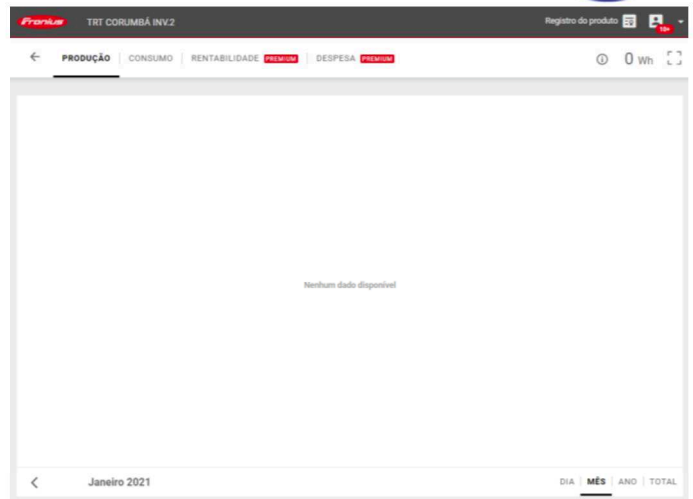 Fronius TRT CORUMBÁ INV.2 Registro do produto 10+
PRODUÇÃO CONSUMO RENTABILIDADE PREMIUM DESPESA PREMIUM 0 Wh
Nenhum dado disponível
Janeiro 2021 DIA MÊS ANO TOTAL